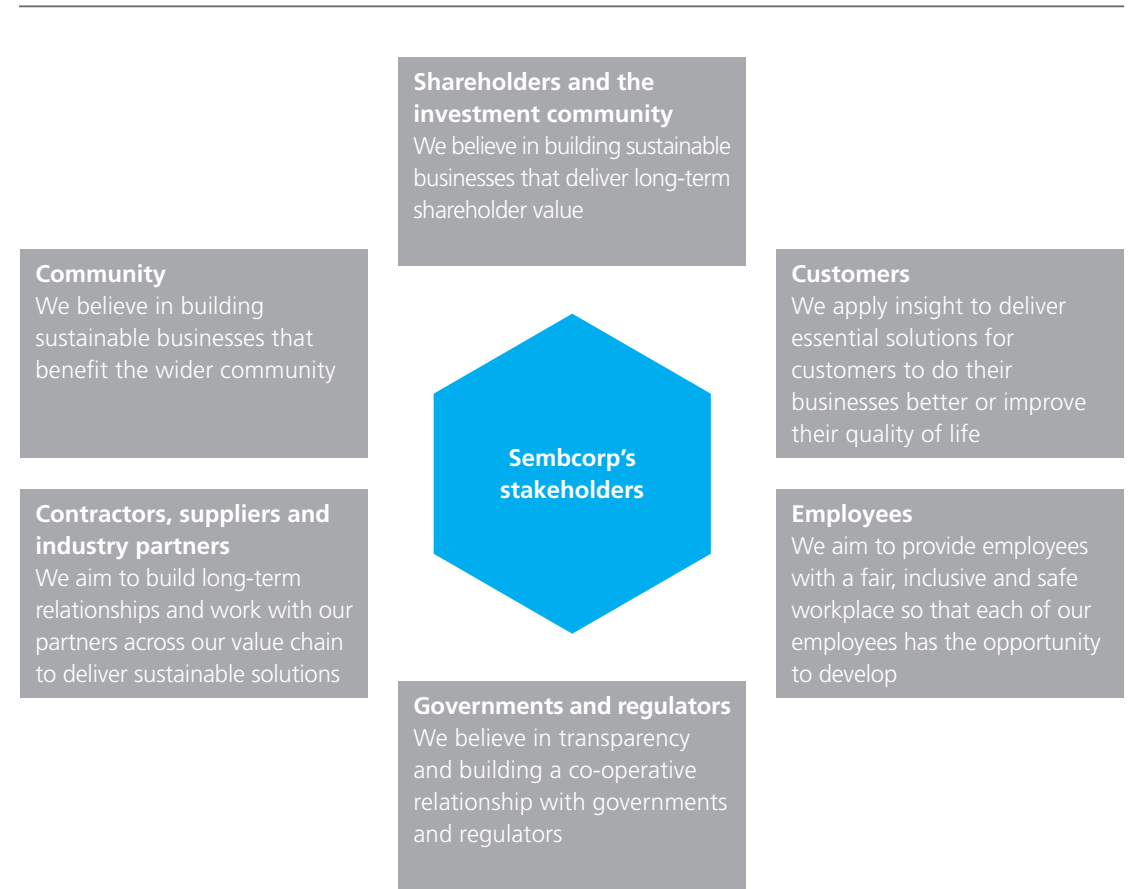 Shareholders and the
investment community
We believe in building sustainable
businesses that deliver long-term
shareholder value
Community
We believe in building
sustainable businesses that
benefit the wider community
Customers
We apply insight to deliver
essential solutions for
customers to do their
businesses better or improve
their quality of life
Sembcorp’s
stakeholders
Contractors, suppliers and
industry partners
We aim to build long-term
relationships and work with our
partners across our value chain
to deliver sustainable solutions
Employees
We aim to provide employees
with a fair, inclusive and safe
workplace so that each of our
employees has the opportunity
to develop
Governments and regulators
We believe in transparency
and building a co-operative
relationship with governments
and regulators